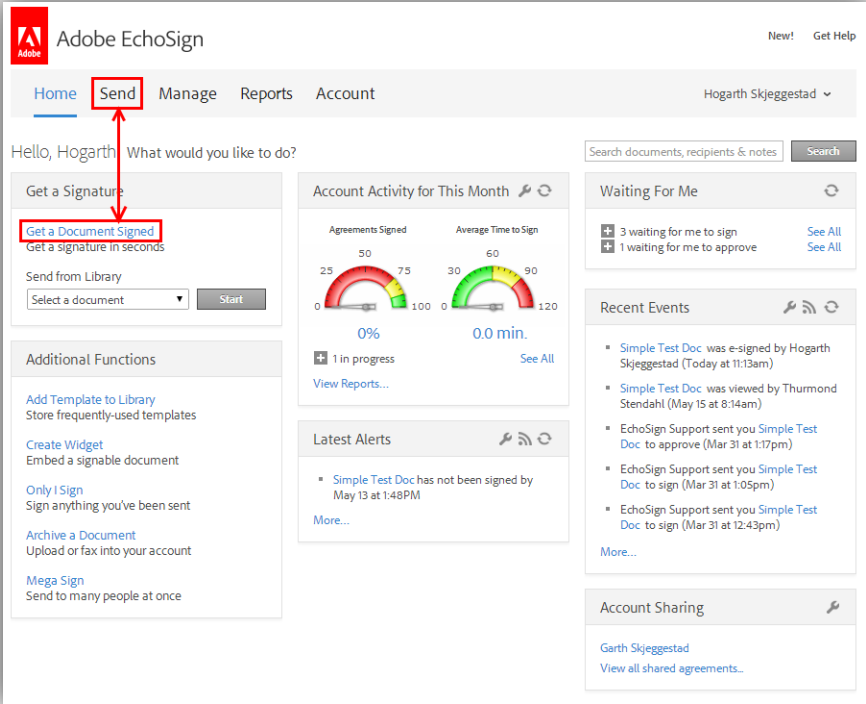 Adobe
Adobe EchoSign
New! Get Help
Home Send Manage Reports Account
Hogarth Skjeggestad
Hello, Hogarth What would you like to do?
Search documents, recipients & notes Search
Get a Signature
Get a Document Signed
Get a signature in seconds
Send from Library
Select a document Start
Additional Functions
Add Template to Library
Store frequently-used templates
Create Widget
Embed a signable document
Only I Sign
Sign anything you've been sent
Archive a Document
Upload or fax into your account
Mega Sign
Send to many people at once
Account Activity for This Month
Agreements Signed Average Time to Sign
50 60
25 75 30 90
0 100 0 120
0% 0.0 min.
1 in progress See All
View Reports...
Latest Alerts
Simple Test Doc has not been signed by
May 13 at 1:48PM
More...
Waiting For Me
3 waiting for me to sign See All
1 waiting for me to approve See All
Recent Events
Simple Test Doc was e-signed by Hogarth
Skjeggestad (Today at 11:13am)
Simple Test Doc was viewed by Thurmond
Stendahl (May 15 at 8:14am)
EchoSign Support sent you Simple Test
Doc to approve (Mar 31 at 1:17pm)
EchoSign Support sent you Simple Test
Doc to sign (Mar 31 at 1:05pm)
EchoSign Support sent you Simple Test
Doc to sign (Mar 31 at 12:43pm)
More...
Account Sharing
Garth Skjeggestad
View all shared agreements...